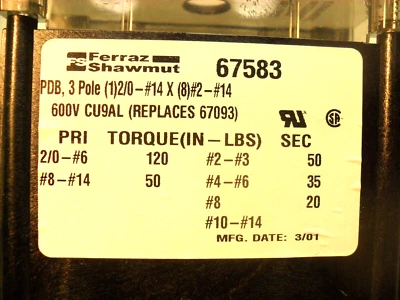 FS Ferraz Shawmut 67583
PDB, 3 Pole (1)2/0-#14 X (8)#2-#14
600V CU9AL (REPLACES 67093)
PRI TORQUE(IN-LBS) SEC
2/0-#6 120 #2-#3 50
#8-#14 50 #4-#6 35
#8 20
#10-#14
MFG. DATE: 3/01